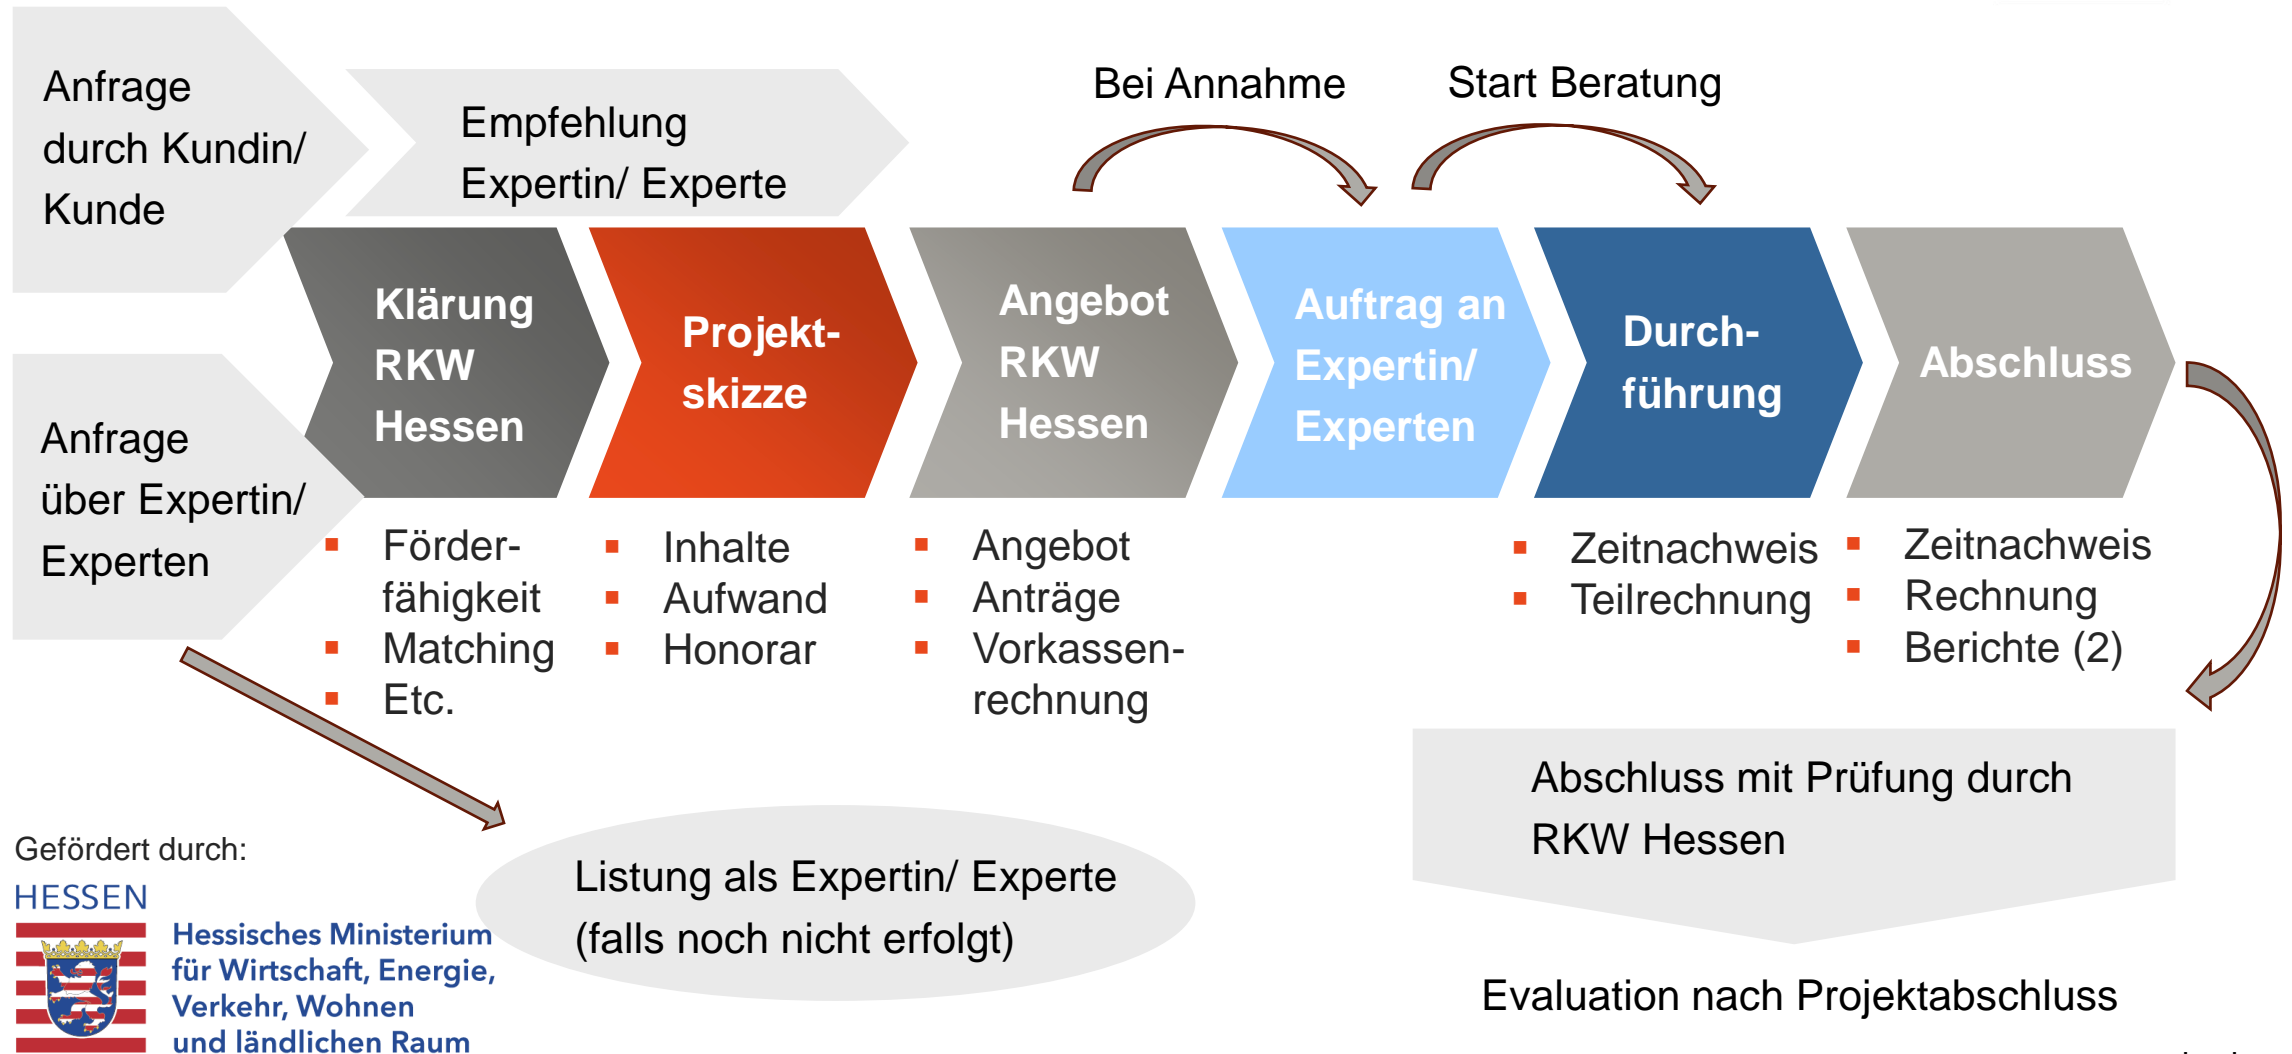 Anfrage
durch Kundin/
Kunde
Empfehlung
Expertin/ Experte
Bei Annahme
Start Beratung
Anfrage
über Expertin/
Experten
Klärung
RKW
Hessen
Projekt-
skizze
Angebot
RKW
Hessen
Auftrag an
Expertin/
Experten
Durch-
führung
Abschluss
Förder-
fähigkeit
Matching
Etc.
Inhalte
Aufwand
Honorar
Angebot
Anträge
Vorkassen-
rechnung
Zeitnachweis
Teilrechnung
Zeitnachweis
Rechnung
Berichte (2)
Listung als Expertin/ Experte
(falls noch nicht erfolgt)
Abschluss mit Prüfung durch
RKW Hessen
Evaluation nach Projektabschluss
Gefördert durch:
HESSEN
Hessisches Ministerium
für Wirtschaft, Energie,
Verkehr, Wohnen
und ländlichen Raum